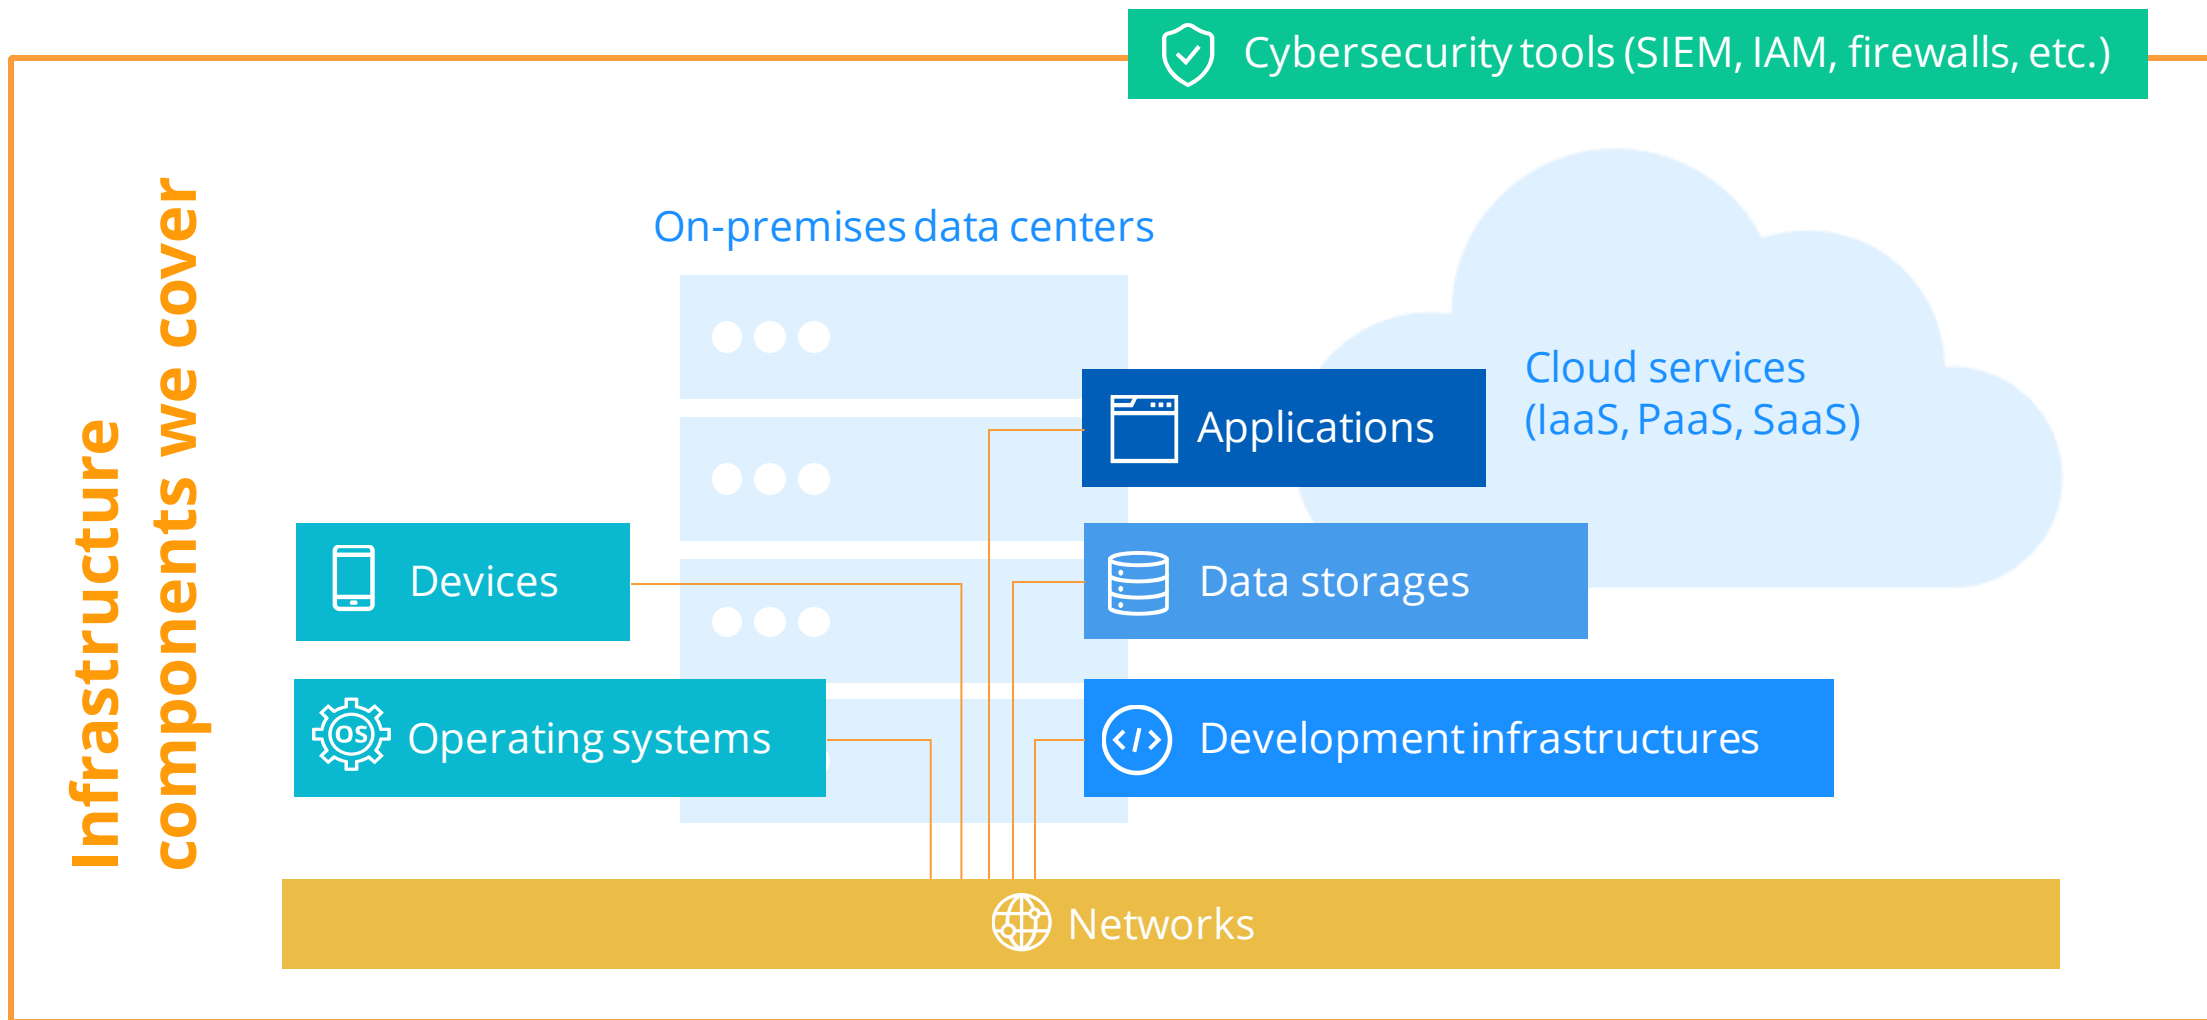 Cybersecurity tools (SIEM, IAM, firewalls, etc.)
Infrastructure
components we cover
On-premises data centers
Cloud services
(IaaS, PaaS, SaaS)
Applications
Devices
Data storages
OS
Operating systems
Development infrastructures
Networks